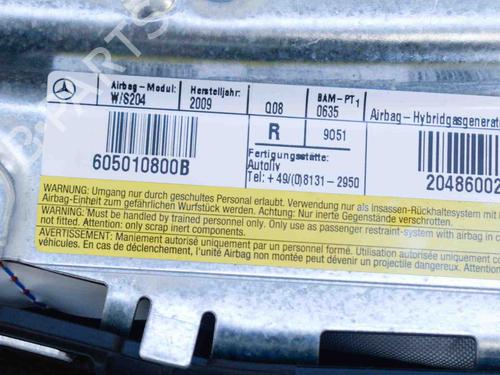 Airbag-Modul:
W/S204
Herstelljahr:
2009
Q08
BAM-PT1
0635
Airbag-Hybridgasgenerat
R
9051
605010800B
Fertigungsstätte:
Autoliv
Tel: +49/(0)8131-2950
20486002
WARNUNG: Umgang nur durch geschultes Personal erlaubt. Verwendung nur als Insassen-Rückhaltesystem mit
Airbag-Einheit zum gefährlichen Wurfstück werden kann. Achtung: Nur inerte Gegenstände verschrotten.
WARNING: Must be handled by trained personnel only. Use only as passenger restraint-system with airbag in
not fitted. Attention: only scrap inert components.
AVERTISSEMENT: Maniement autorisé uniquement par un personnel formé. Utilisation autorisée uniquement
véhicules. En cas de déclenchement, l'unité Airbag non montée peut devenir un projectile dangereux. Attention